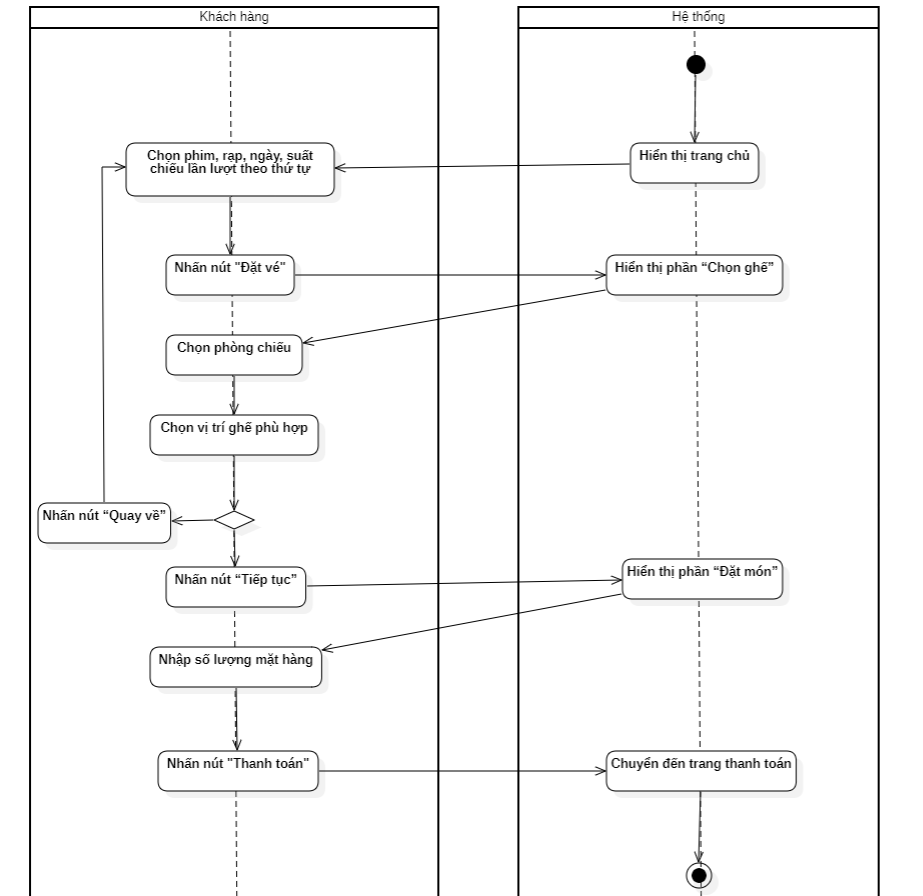 Khách hàng
Hệ thống
Hiển thị trang chủ
Chọn phim, rạp, ngày, suất
chiếu lần lượt theo thứ tự
Nhấn nút "Đặt vé"
Hiển thị phần “Chọn ghế”
Chọn phòng chiếu
Chọn vị trí ghế phù hợp
Nhấn nút “Quay về”
Nhấn nút “Tiếp tục”
Hiển thị phần “Đặt món”
Nhập số lượng mặt hàng
Nhấn nút "Thanh toán"
Chuyển đến trang thanh toán